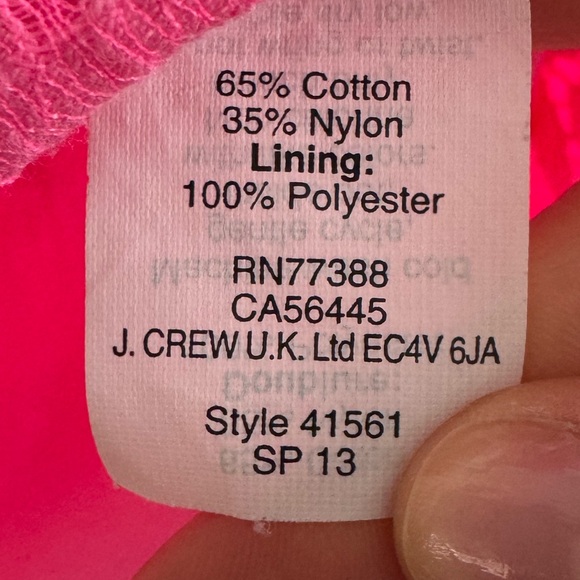 65% Cotton
35% Nylon
Lining:
100% Polyester
RN77388
CA56445
J. CREW U.K. Ltd EC4V 6JA
Style 41561
SP 13